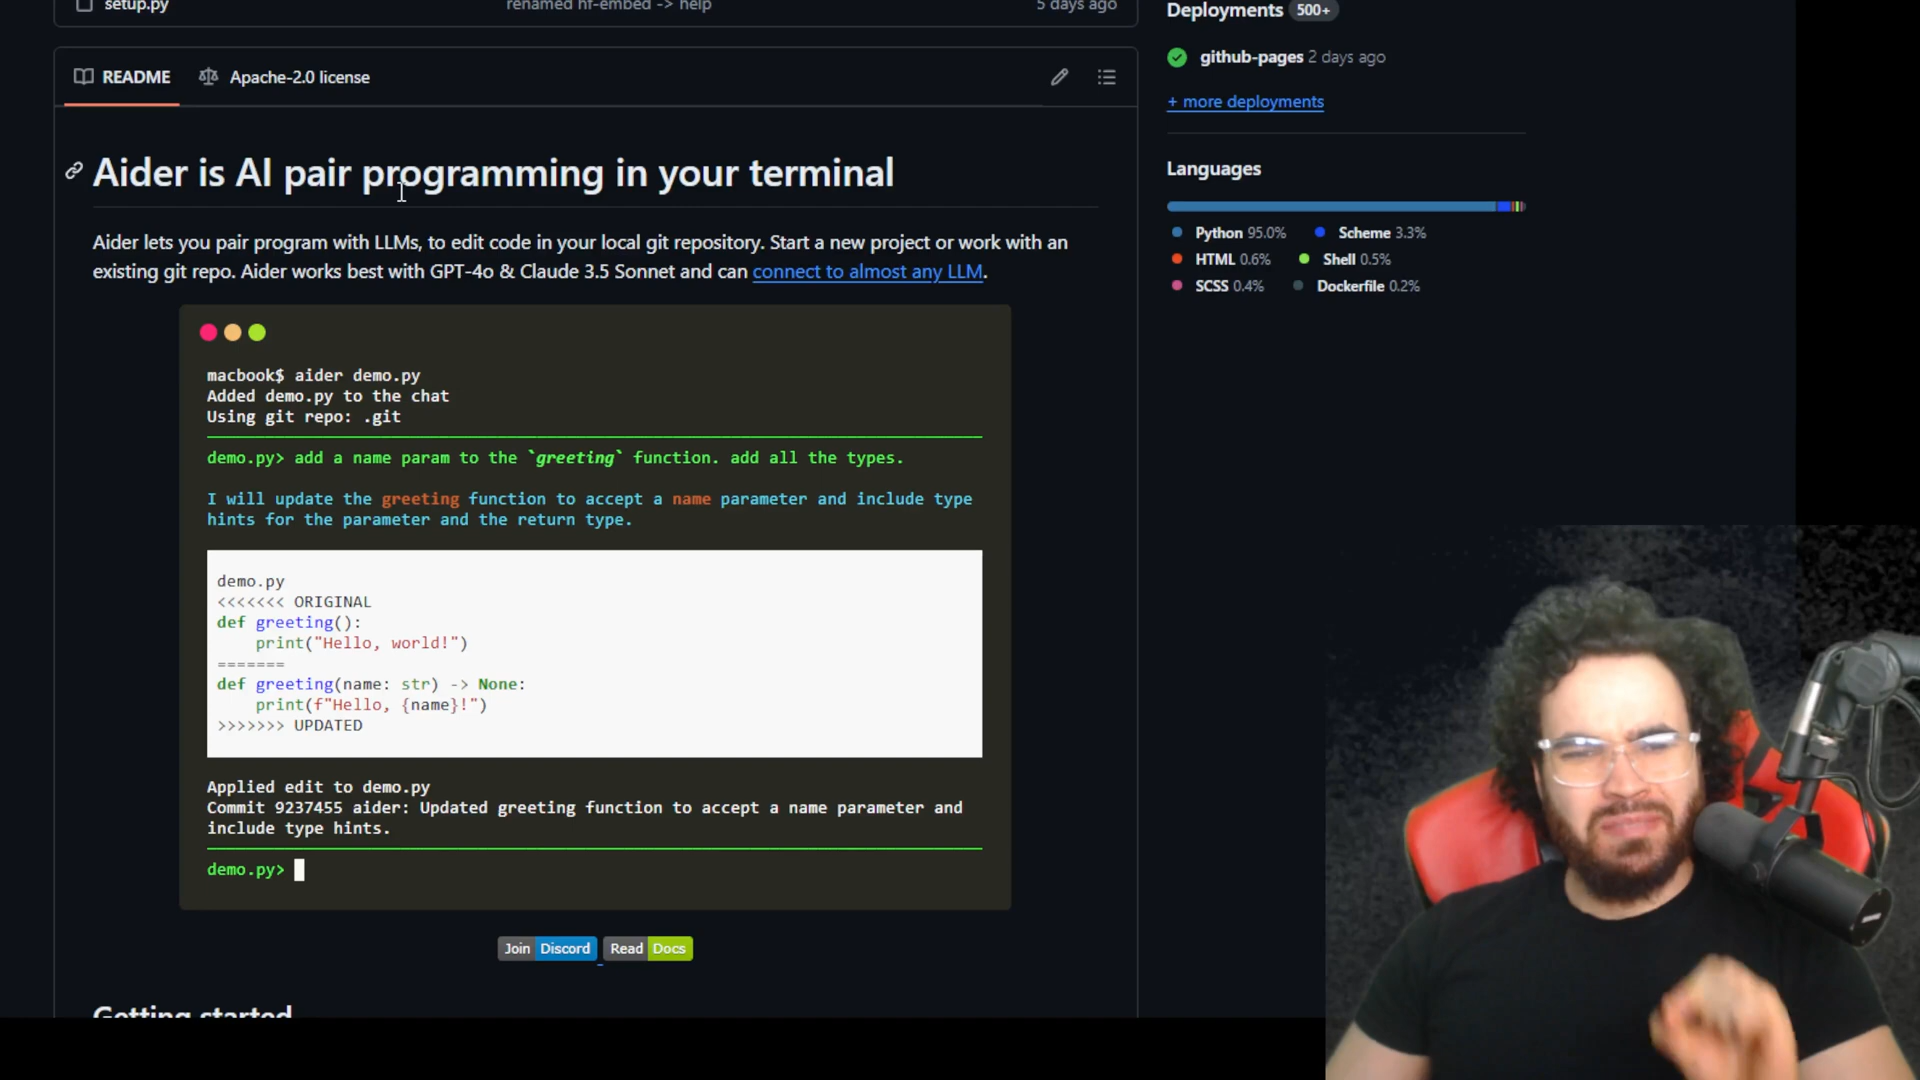 setup.py
renamed hf-embed -> help
5 days ago
Deployments 500+
github-pages 2 days ago
+ more deployments
README
Apache-2.0 license
Languages
Python 95.0%
Scheme 3.3%
HTML 0.6%
Shell 0.5%
SCSS 0.4%
Dockerfile 0.2%
Aider is AI pair programming in your terminal
Aider lets you pair program with LLMs, to edit code in your local git repository. Start a new project or work with an
existing git repo. Aider works best with GPT-4o & Claude 3.5 Sonnet and can connect to almost any LLM.
macbook$ aider demo.py
Added demo.py to the chat
Using git repo: .git
demo.py> add a name param to the `greeting` function. add all the types.
I will update the greeting function to accept a name parameter and include type
hints for the parameter and the return type.
demo.py
<<<<<<< ORIGINAL
def greeting():
    print("Hello, world!")
=======
def greeting(name: str) -> None:
    print(f"Hello, {name}!")
>>>>>>> UPDATED
Applied edit to demo.py
Commit 9237455 aider: Updated greeting function to accept a name parameter and
include type hints.
demo.py>
Join Discord
Read Docs
Getting started